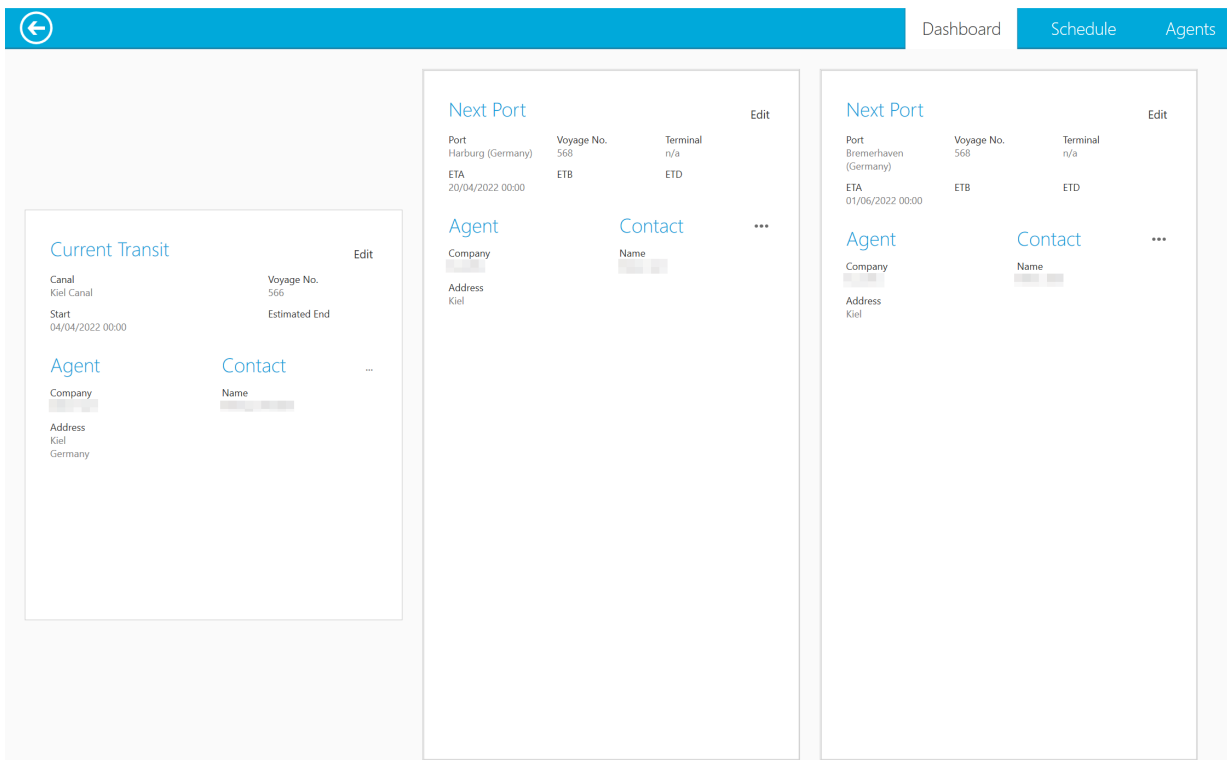 Dashboard Schedule Agents
Current Transit Edit
Canal Voyage No.
Kiel Canal 566
Start Estimated End
04/04/2022 00:00
Agent Contact ...
Company Name
Address
Kiel
Germany
Next Port Edit
Port Voyage No. Terminal
Harburg (Germany) 568 n/a
ETA ETB ETD
20/04/2022 00:00
Agent Contact •••
Company Name
Address
Kiel
Next Port Edit
Port Voyage No. Terminal
Bremerhaven 568 n/a
(Germany)
ETA ETB ETD
01/06/2022 00:00
Agent Contact •••
Company Name
Address
Kiel